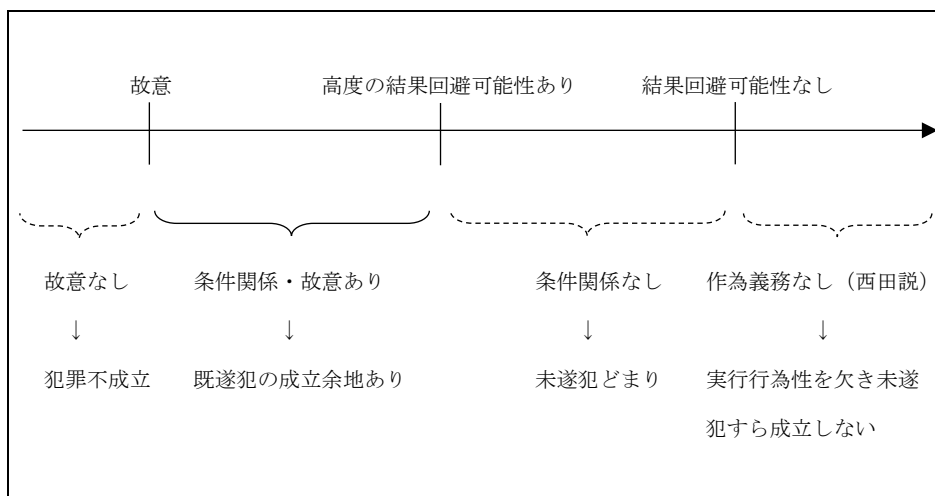 故意 高度の結果回避可能性あり 結果回避可能性なし
故意なし 条件関係・故意あり 条件関係なし 作為義務なし（西田説）
↓ ↓ ↓ ↓
犯罪不成立 既遂犯の成立余地あり 未遂犯どまり 実行行為性を欠き未遂
犯すら成立しない